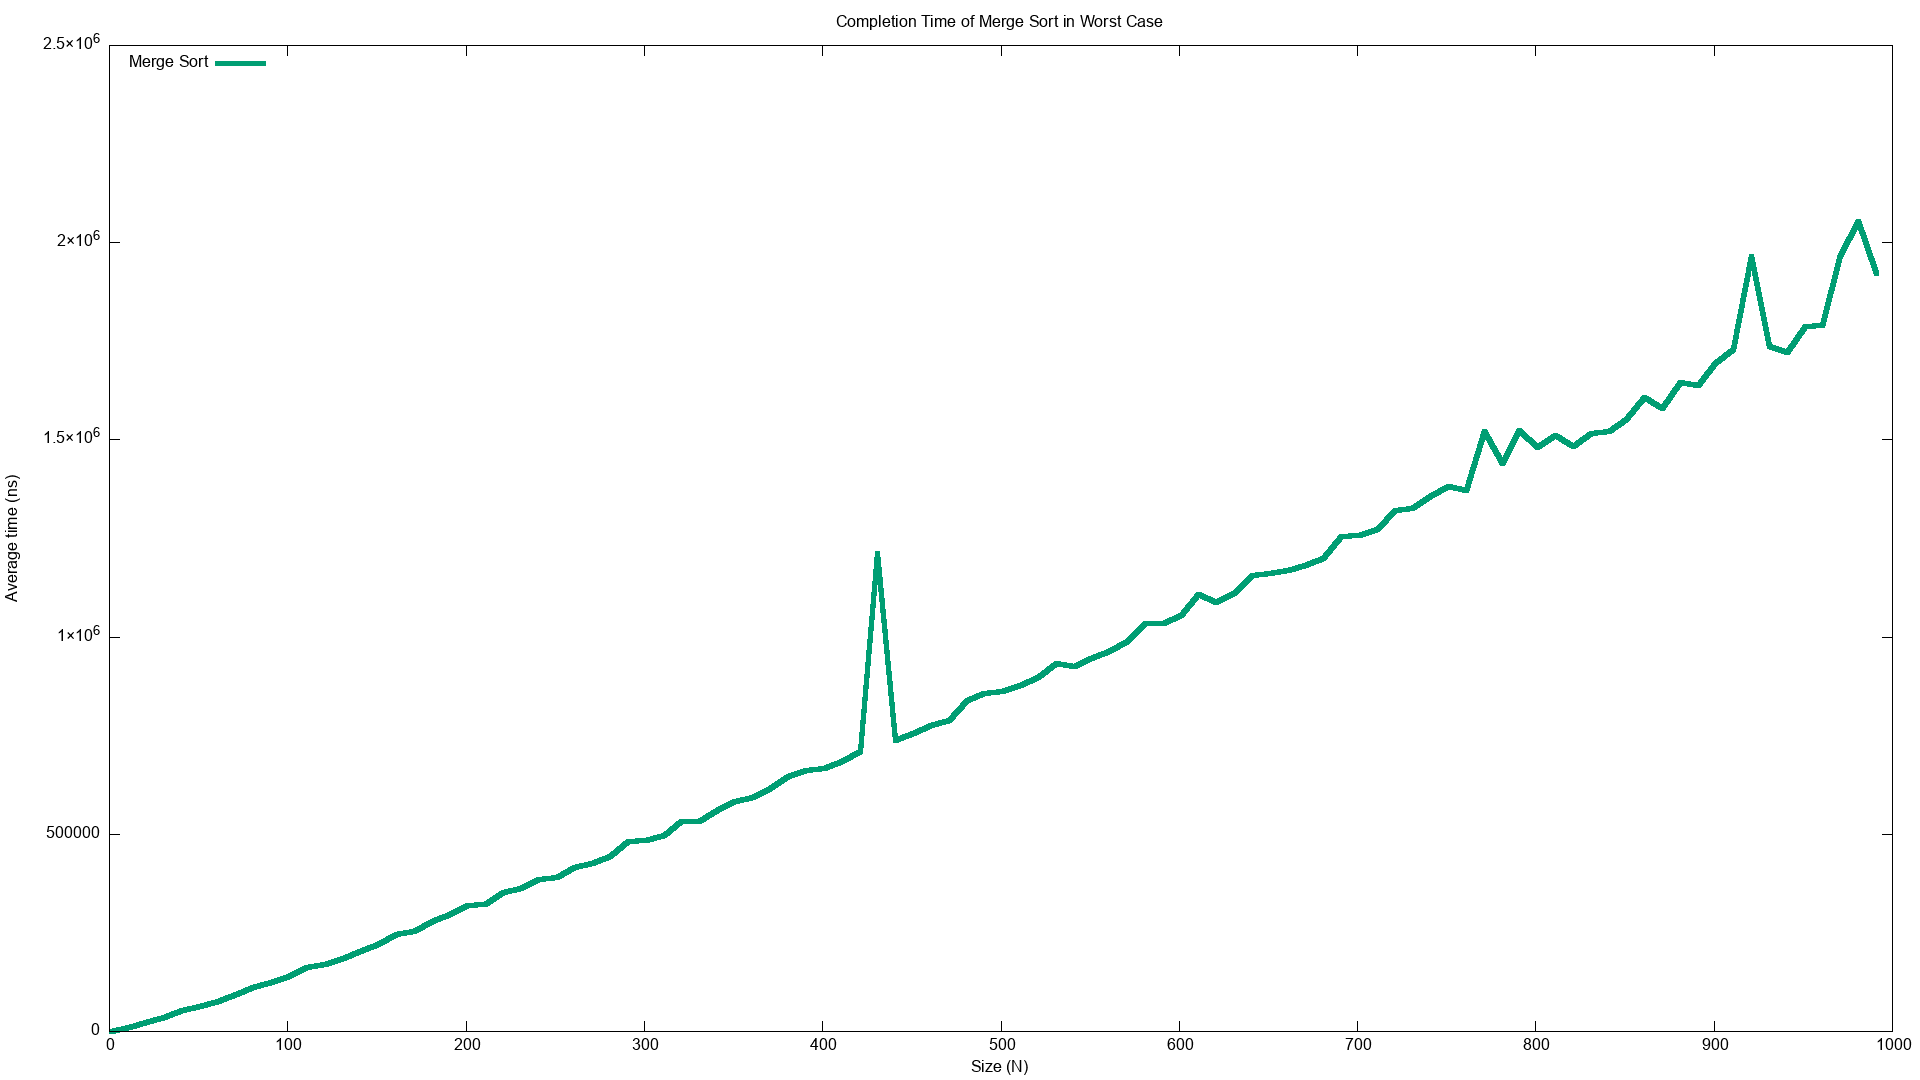 Completion Time of Merge Sort in Worst Case
2.5×10⁶
Merge Sort
2×10⁶
1.5×10⁶
1×10⁶
500000
0
Average time (ns)
0 100 200 300 400 500 600 700 800 900 1000
Size (N)